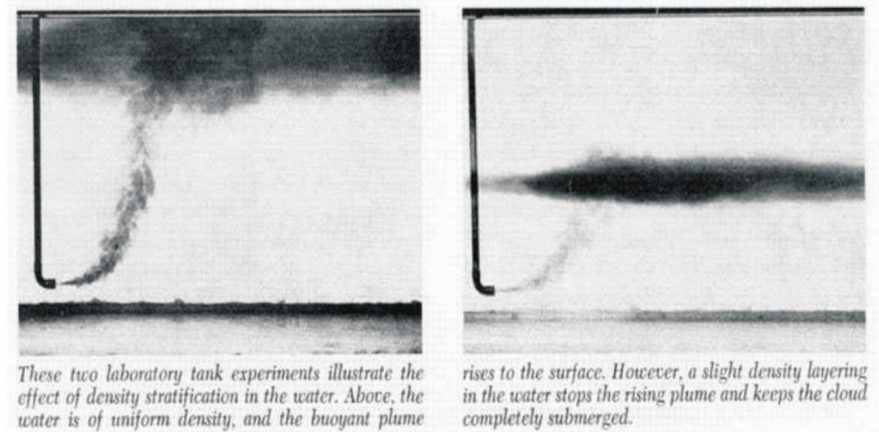 These two laboratory tank experiments illustrate the
effect of density stratification in the water. Above, the
water is of uniform density, and the buoyant plume
rises to the surface. However, a slight density layering
in the water stops the rising plume and keeps the cloud
completely submerged.